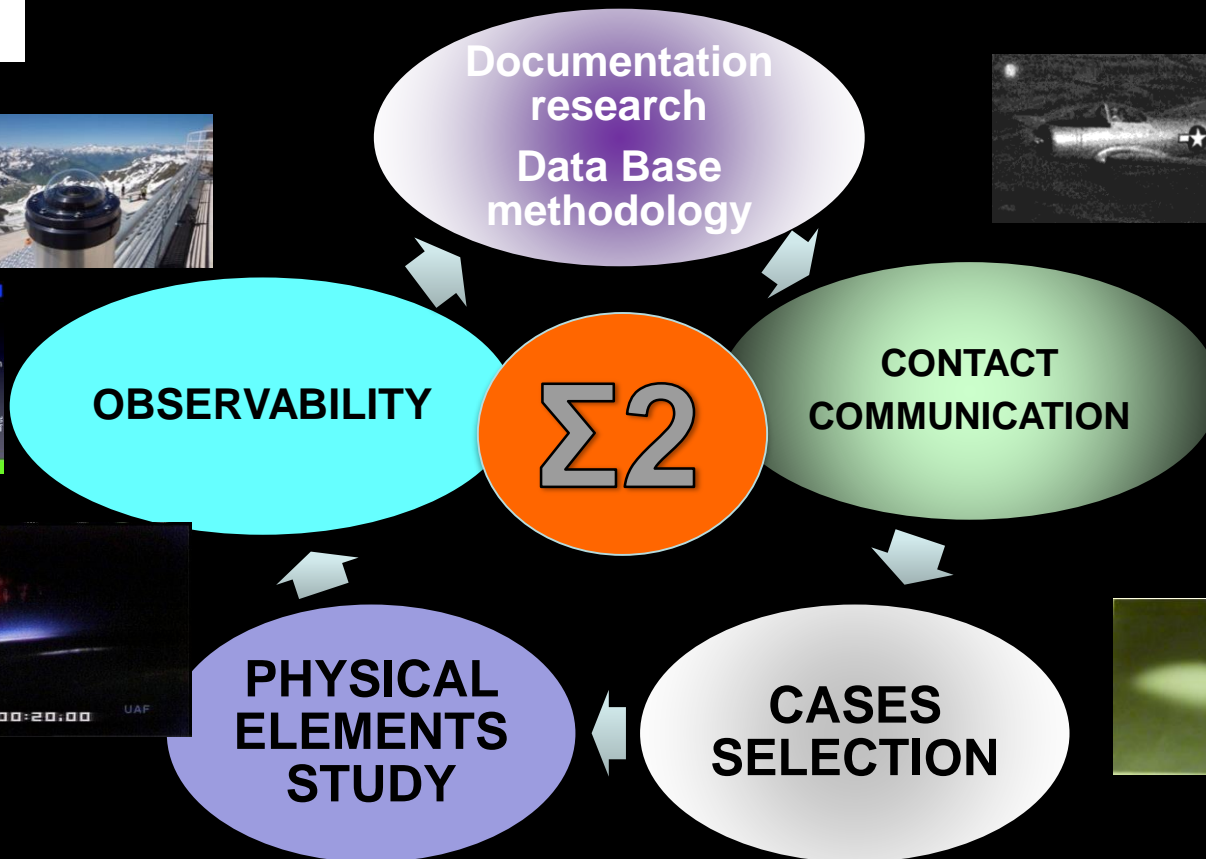 Documentation
research
Data Base
methodology
CONTACT
COMMUNICATION
OBSERVABILITY
Σ2
PHYSICAL
ELEMENTS
STUDY
CASES
SELECTION
00:20:00
UAF